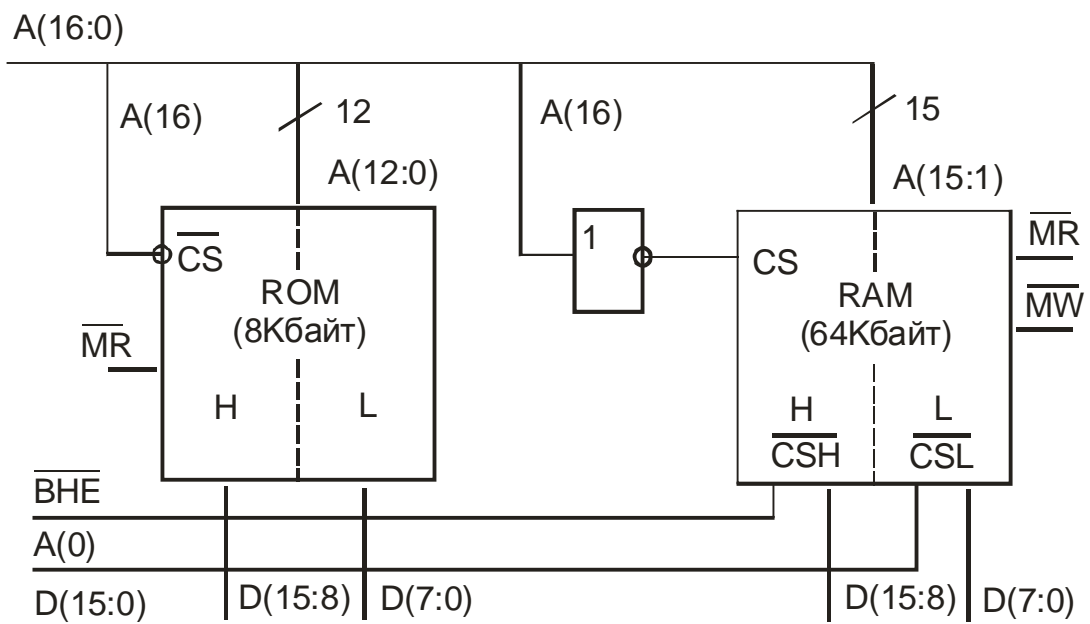 A(16:0)
A(16)
12
A(16)
15
A(12:0)
A(15:1)
CS
ROM
(8Кбайт)
MR
H
L
1
CS
RAM
(64Кбайт)
MR
MW
H
L
CSH
CSL
BHE
A(0)
D(15:0)
D(15:8)
D(7:0)
D(15:8)
D(7:0)